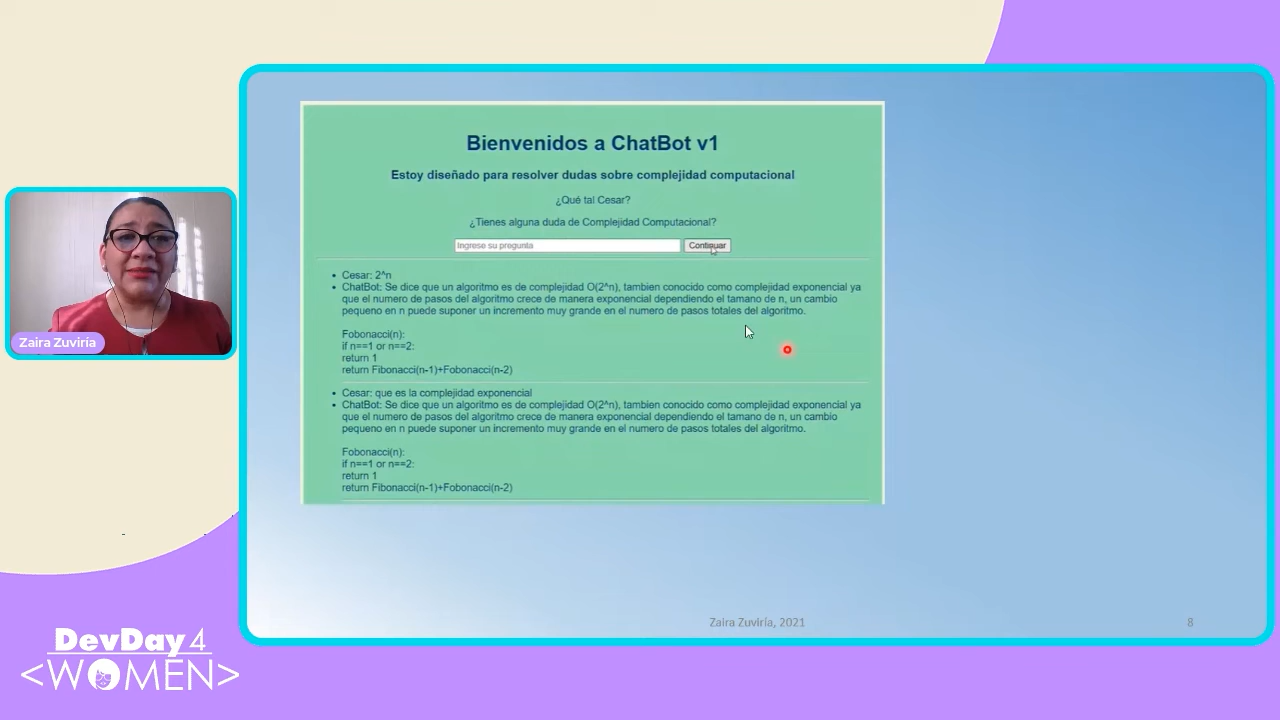 Bienvenidos a ChatBot v1
Estoy diseñado para resolver dudas sobre complejidad computacional
¿Qué tal Cesar?
¿Tienes alguna duda de Complejidad Computacional?
Ingrese su pregunta Continuar
Cesar: 2^n
ChatBot: Se dice que un algoritmo es de complejidad O(2^n), tambien conocido como complejidad exponencial ya
que el numero de pasos del algoritmo crece de manera exponencial dependiendo el tamano de n, un cambio
pequeno en n puede suponer un incremento muy grande en el numero de pasos totales del algoritmo.
Fobonacci(n):
if n==1 or n==2:
return 1
return Fibonacci(n-1)+Fobonacci(n-2)
Cesar: que es la complejidad exponencial
ChatBot: Se dice que un algoritmo es de complejidad O(2^n), tambien conocido como complejidad exponencial ya
que el numero de pasos del algoritmo crece de manera exponencial dependiendo el tamano de n, un cambio
pequeno en n puede suponer un incremento muy grande en el numero de pasos totales del algoritmo.
Fobonacci(n):
if n==1 or n==2:
return 1
return Fibonacci(n-1)+Fobonacci(n-2)
Zaira Zuviria
Zaira Zuviría, 2021
8
DevDay 4
<WOMEN>